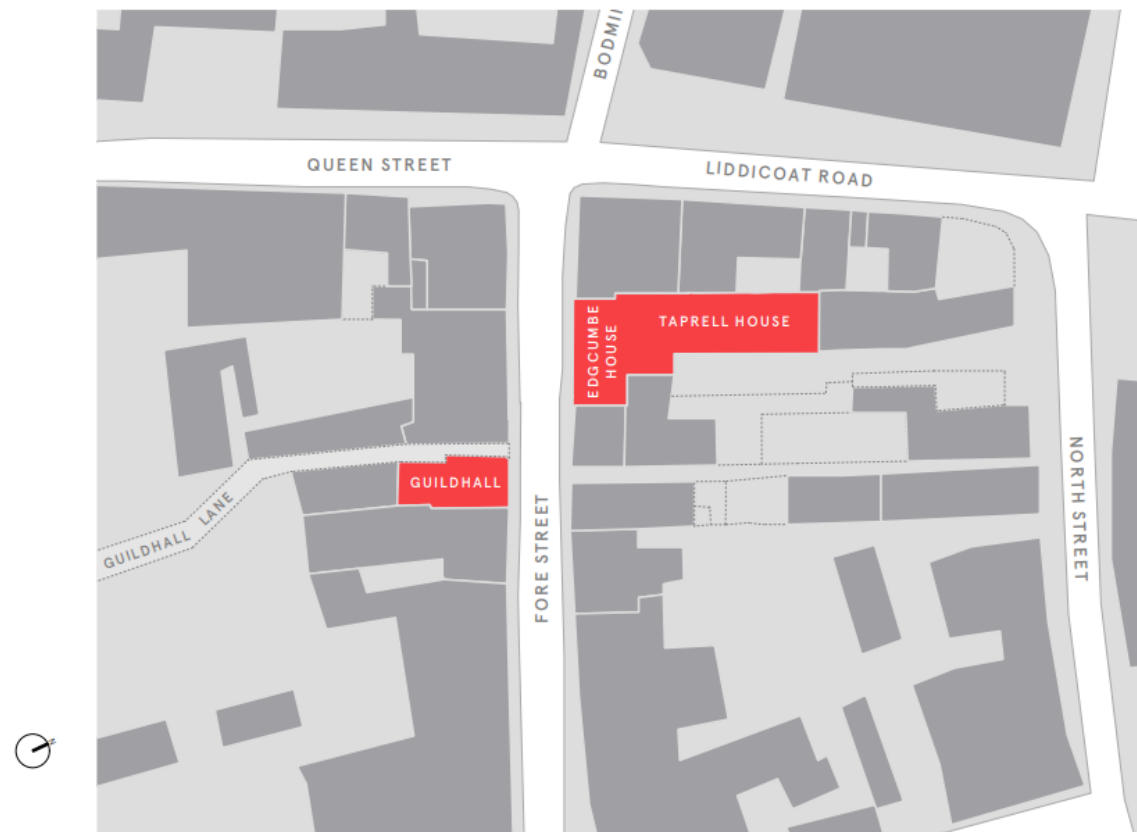 BODMI
QUEEN STREET
LIDDICOAT ROAD
EDGCUMBE
HOUSE
TAPRELL HOUSE
GUILDHALL
GUILDHALL LANE
FORE STREET
NORTH STREET
N